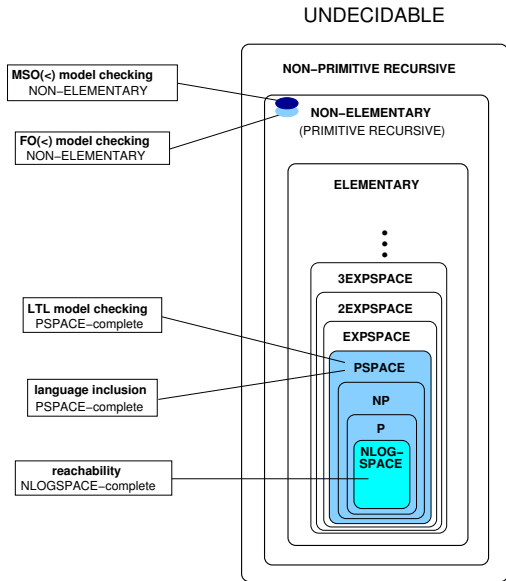 UNDECIDABLE
NON−PRIMITIVE RECURSIVE
MSO(<) model checking
NON−ELEMENTARY
NON−ELEMENTARY
(PRIMITIVE RECURSIVE)
FO(<) model checking
NON−ELEMENTARY
ELEMENTARY
3EXPSPACE
2EXPSPACE
EXPSPACE
LTL model checking
PSPACE−complete
PSPACE
language inclusion
PSPACE−complete
NP
P
NLOG−
SPACE
reachability
NLOGSPACE−complete